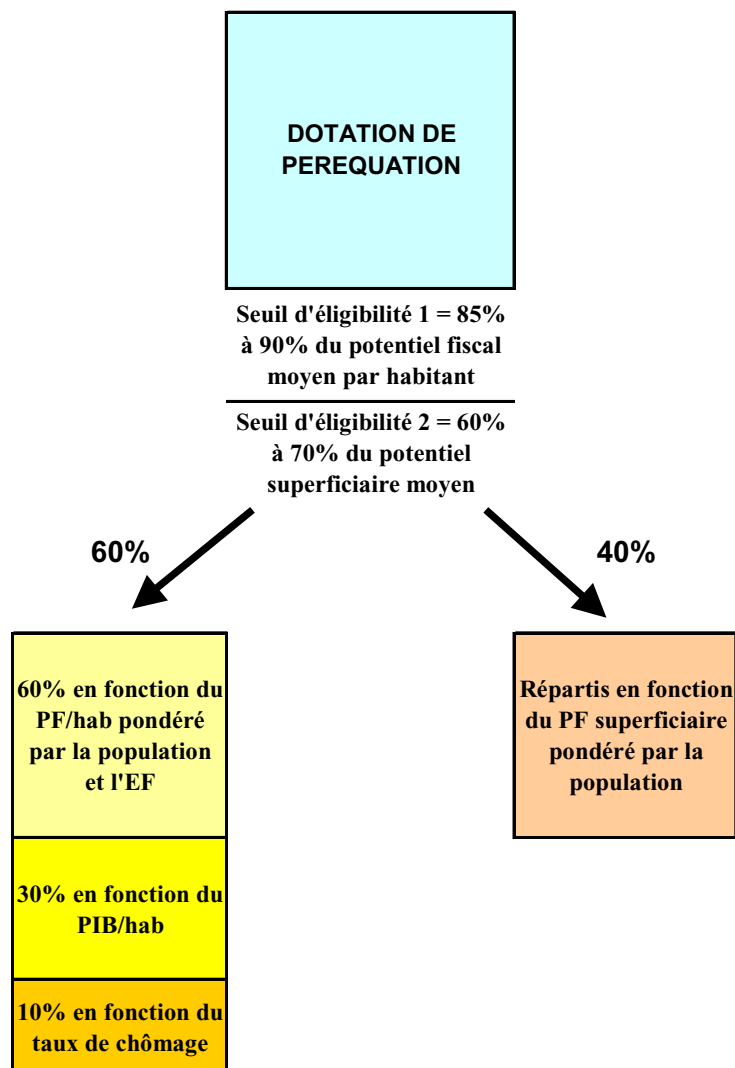 DOTATION DE
PEREQUATION
Seuil d'éligibilité 1 = 85%
à 90% du potentiel fiscal
moyen par habitant
Seuil d'éligibilité 2 = 60%
à 70% du potentiel
superficiaire moyen
60%
40%
60% en fonction du
PF/hab pondéré
par la population
et l'EF
Répartis en fonction
du PF superficiaire
pondéré par la
population
30% en fonction du
PIB/hab
10% en fonction du
taux de chômage